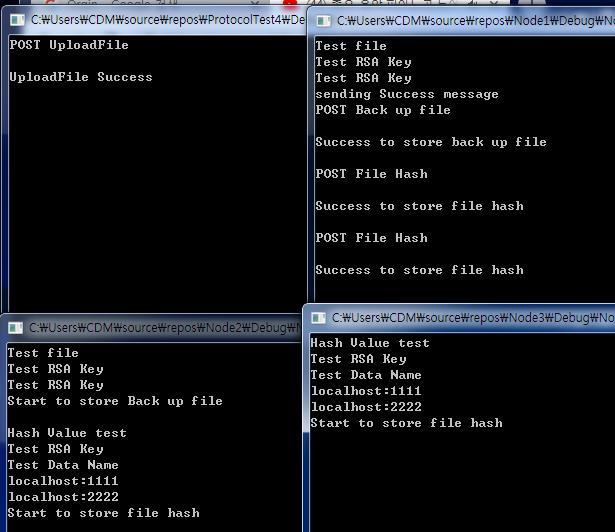 C:￦Users￦CDM￦source￦repos￦ProtocolTest4￦De
POST UploadFile
UploadFile Success
C:￦Users￦CDM￦source￦repos￦Node1￦Debug￦No
Test file
Test RSA Key
Test RSA Key
sending Success message
POST Back up file
Success to store back up file
POST File Hash
Success to store file hash
POST File Hash
Success to store file hash
C:￦Users￦CDM￦source￦repos￦Node2￦Debug￦N
Test file
Test RSA Key
Test RSA Key
Start to store Back up file
Hash Value test
Test RSA Key
Test Data Name
localhost:1111
localhost:2222
Start to store file hash
C:￦Users￦CDM￦source￦repos￦Node3￦Debug￦No
Hash Value test
Test RSA Key
Test Data Name
localhost:1111
localhost:2222
Start to store file hash